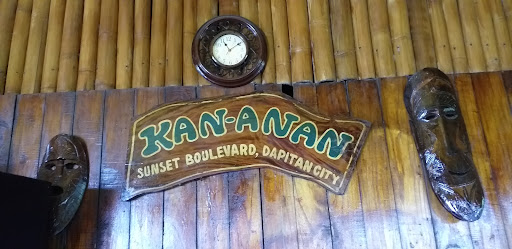 KAN-ANAN
SUNSET BOULEVARD, DAPITAN CITY